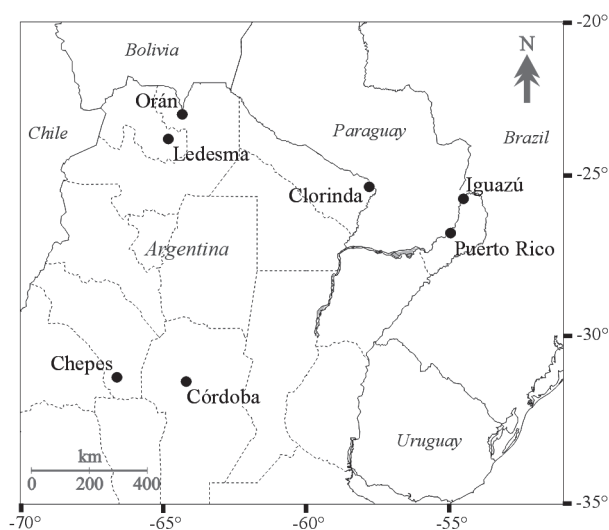 -20°
Bolivia
N
Orán
Chile
Paraguay
Brazil
Ledesma
-25°
Iguazú
Clorinda
Argentina
Puerto Rico
-30°
Chepes
Córdoba
Uruguay
km
0 200 400
-35°
-70° -65° -60° -55°